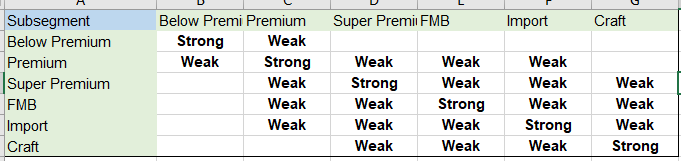 Subsegment Below Premi Premium Super Premi FMB Import Craft
Below Premium Strong Weak
Premium Weak Strong Weak Weak Weak
Super Premium Weak Strong Weak Weak Weak
FMB Weak Weak Strong Weak Weak
Import Weak Weak Weak Strong Weak
Craft Weak Weak Weak Strong